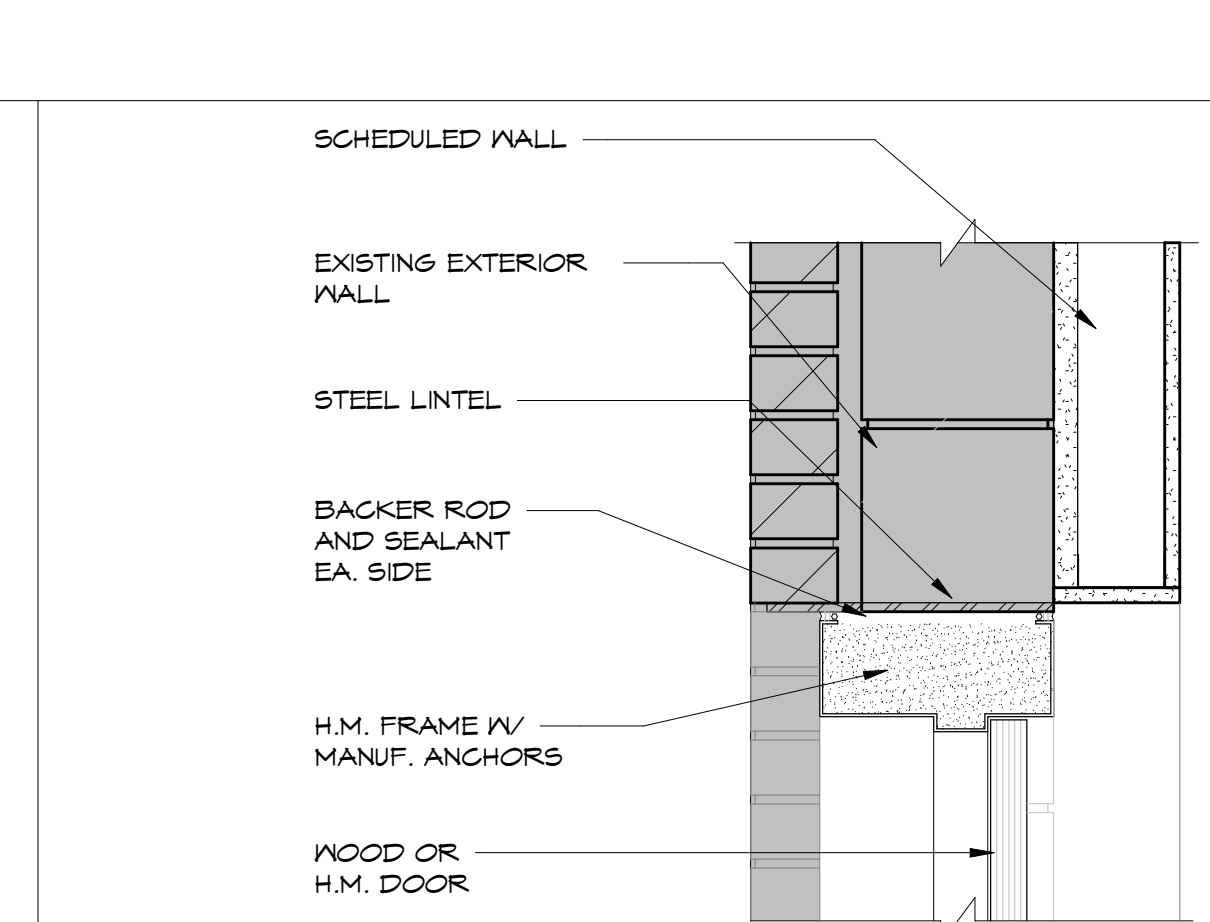 SCHEDULED WALL
EXISTING EXTERIOR
WALL
STEEL LINTEL
BACKER ROD
AND SEALANT
EA. SIDE
H.M. FRAME W/
MANUF. ANCHORS
WOOD OR
H.M. DOOR